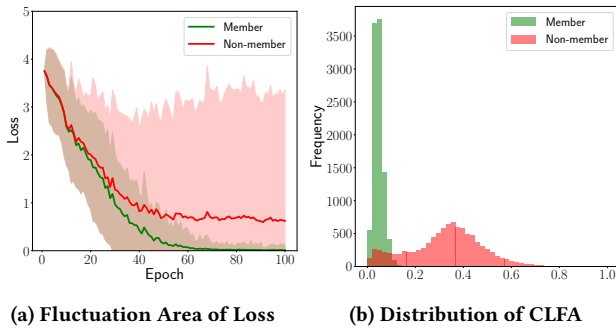 Member
Non-member
5
4
3
2
1
0
Loss
0
20
40
60
80
100
Epoch
(a) Fluctuation Area of Loss
Member
Non-member
3500
3000
2500
2000
1500
1000
500
0
Frequency
0.0
0.2
0.4
0.6
0.8
1.0
(b) Distribution of CLFA